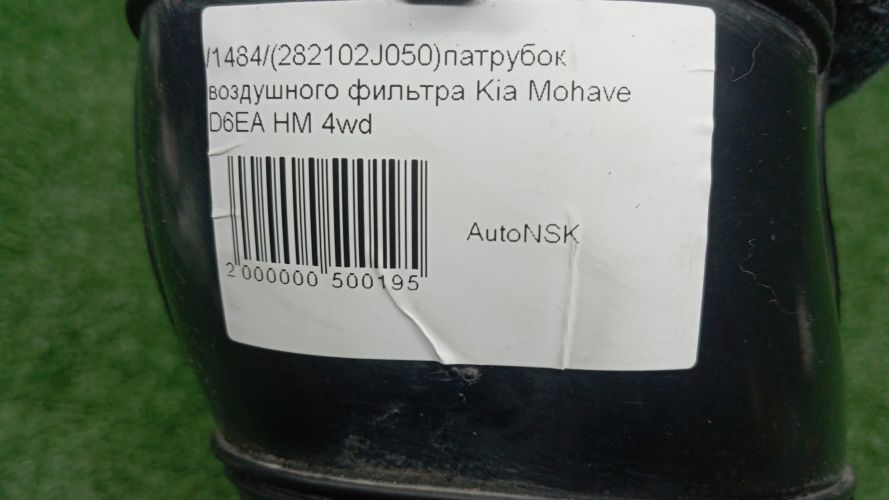 /1484/(282102J050)патрубок
воздушного фильтра Kia Mohave
D6EA HM 4wd
AutoNSK
2 000000 500195